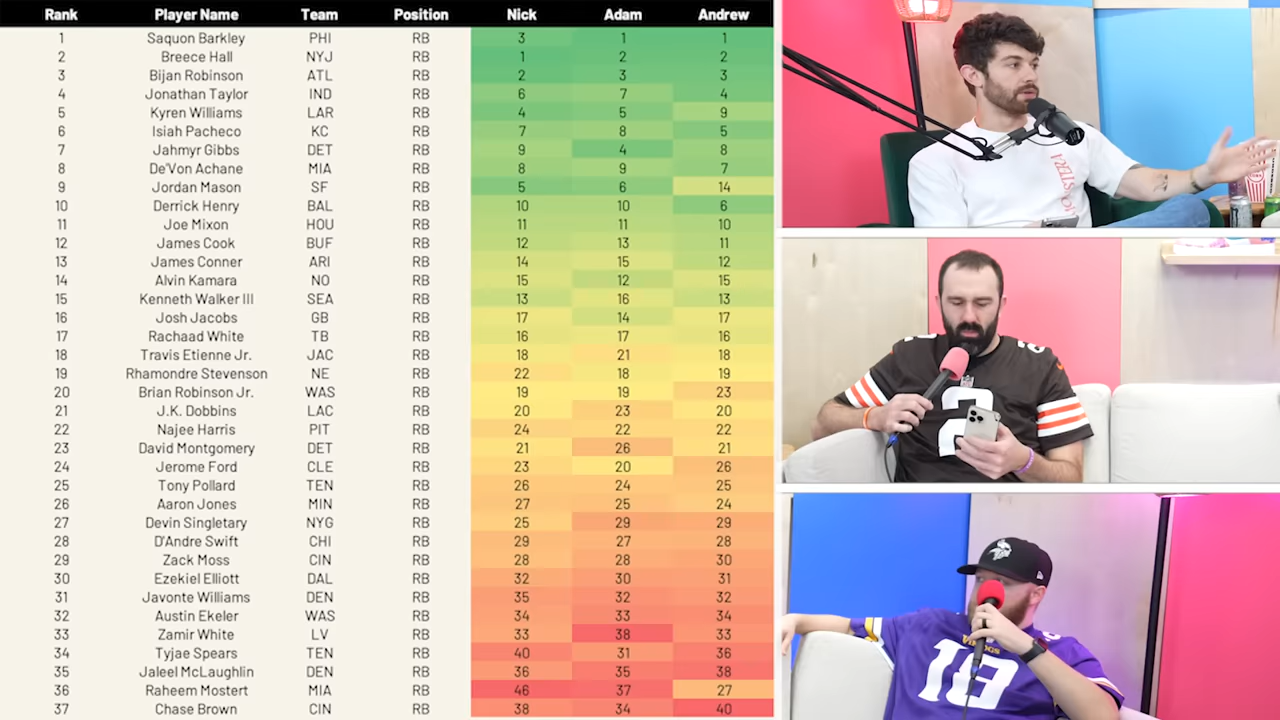 Rank Player Name Team Position Nick Adam Andrew
1 Saquon Barkley PHI RB 3 1 1
2 Breece Hall NYJ RB 1 2 2
3 Bijan Robinson ATL RB 2 3 3
4 Jonathan Taylor IND RB 6 7 4
5 Kyren Williams LAR RB 4 5 9
6 Isiah Pacheco KC RB 7 8 5
7 Jahmyr Gibbs DET RB 9 4 8
8 De'Von Achane MIA RB 8 9 7
9 Jordan Mason SF RB 5 6 14
10 Derrick Henry BAL RB 10 10 6
11 Joe Mixon HOU RB 11 11 10
12 James Cook BUF RB 12 13 11
13 James Conner ARI RB 14 15 12
14 Alvin Kamara NO RB 15 12 15
15 Kenneth Walker III SEA RB 13 16 13
16 Josh Jacobs GB RB 17 14 17
17 Rachaad White TB RB 16 17 16
18 Travis Etienne Jr. JAC RB 18 21 18
19 Rhamondre Stevenson NE RB 22 18 19
20 Brian Robinson Jr. WAS RB 19 19 23
21 J.K. Dobbins LAC RB 20 23 20
22 Najee Harris PIT RB 24 22 22
23 David Montgomery DET RB 21 26 21
24 Jerome Ford CLE RB 23 20 26
25 Tony Pollard TEN RB 26 24 25
26 Aaron Jones MIN RB 27 25 24
27 Devin Singletary NYG RB 25 29 29
28 D'Andre Swift CHI RB 29 27 28
29 Zack Moss CIN RB 28 28 30
30 Ezekiel Elliott DAL RB 32 30 31
31 Javonte Williams DEN RB 35 32 32
32 Austin Ekeler WAS RB 34 33 34
33 Zamir White LV RB 33 38 33
34 Tyjae Spears TEN RB 40 31 36
35 Jaleel McLaughlin DEN RB 36 35 38
36 Raheem Mostert MIA RB 46 37 27
37 Chase Brown CIN RB 38 34 40
2
18